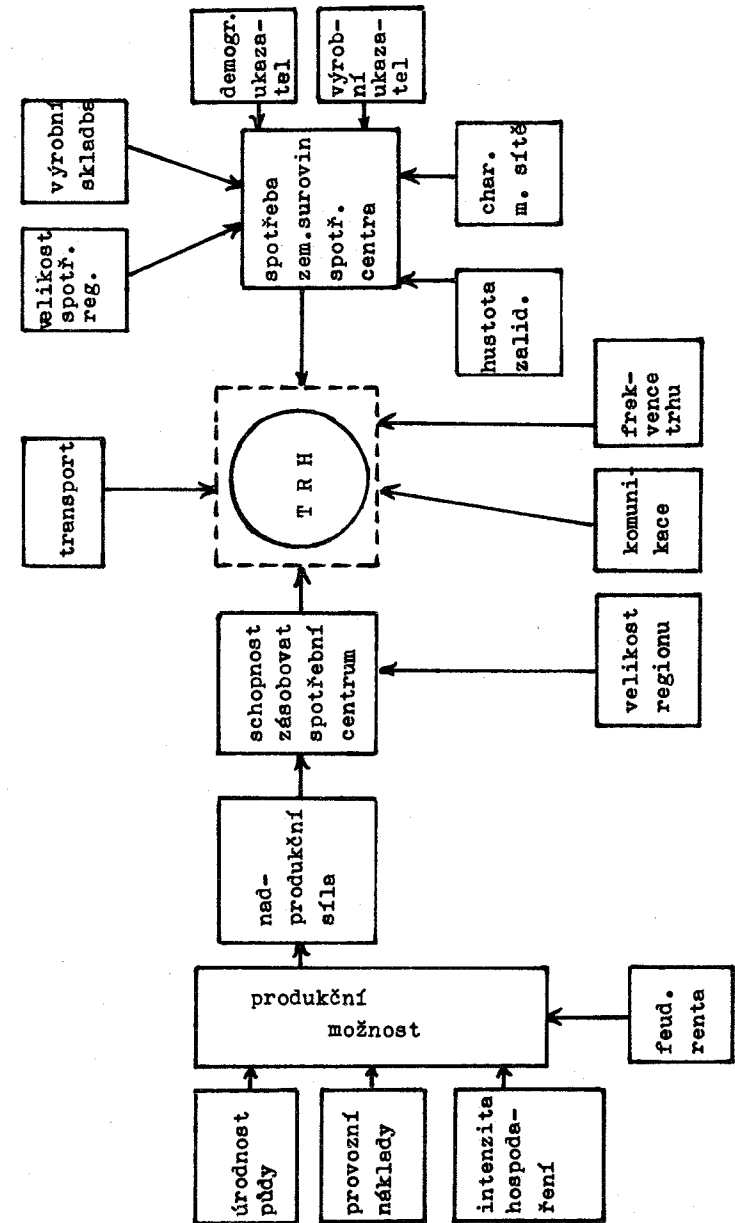 transport
velikost
spotř.
reg.
výrobní
skladba
úrodnost
půdy
provozní
náklady
intenzita
hospoda-
ření
produkční
možnost
nad-
produkční
síla
schopnost
zásobovat
spotřební
centrum
T R H
spotřeba
zem.surovin
spotř.
centra
demogr.
ukaza-
tel
výrob-
ní
ukaza-
tel
feud.
renta
velikost
regionu
komuni-
kace
frek-
vence
trhu
hustota
zalid.
char.
m. sítě